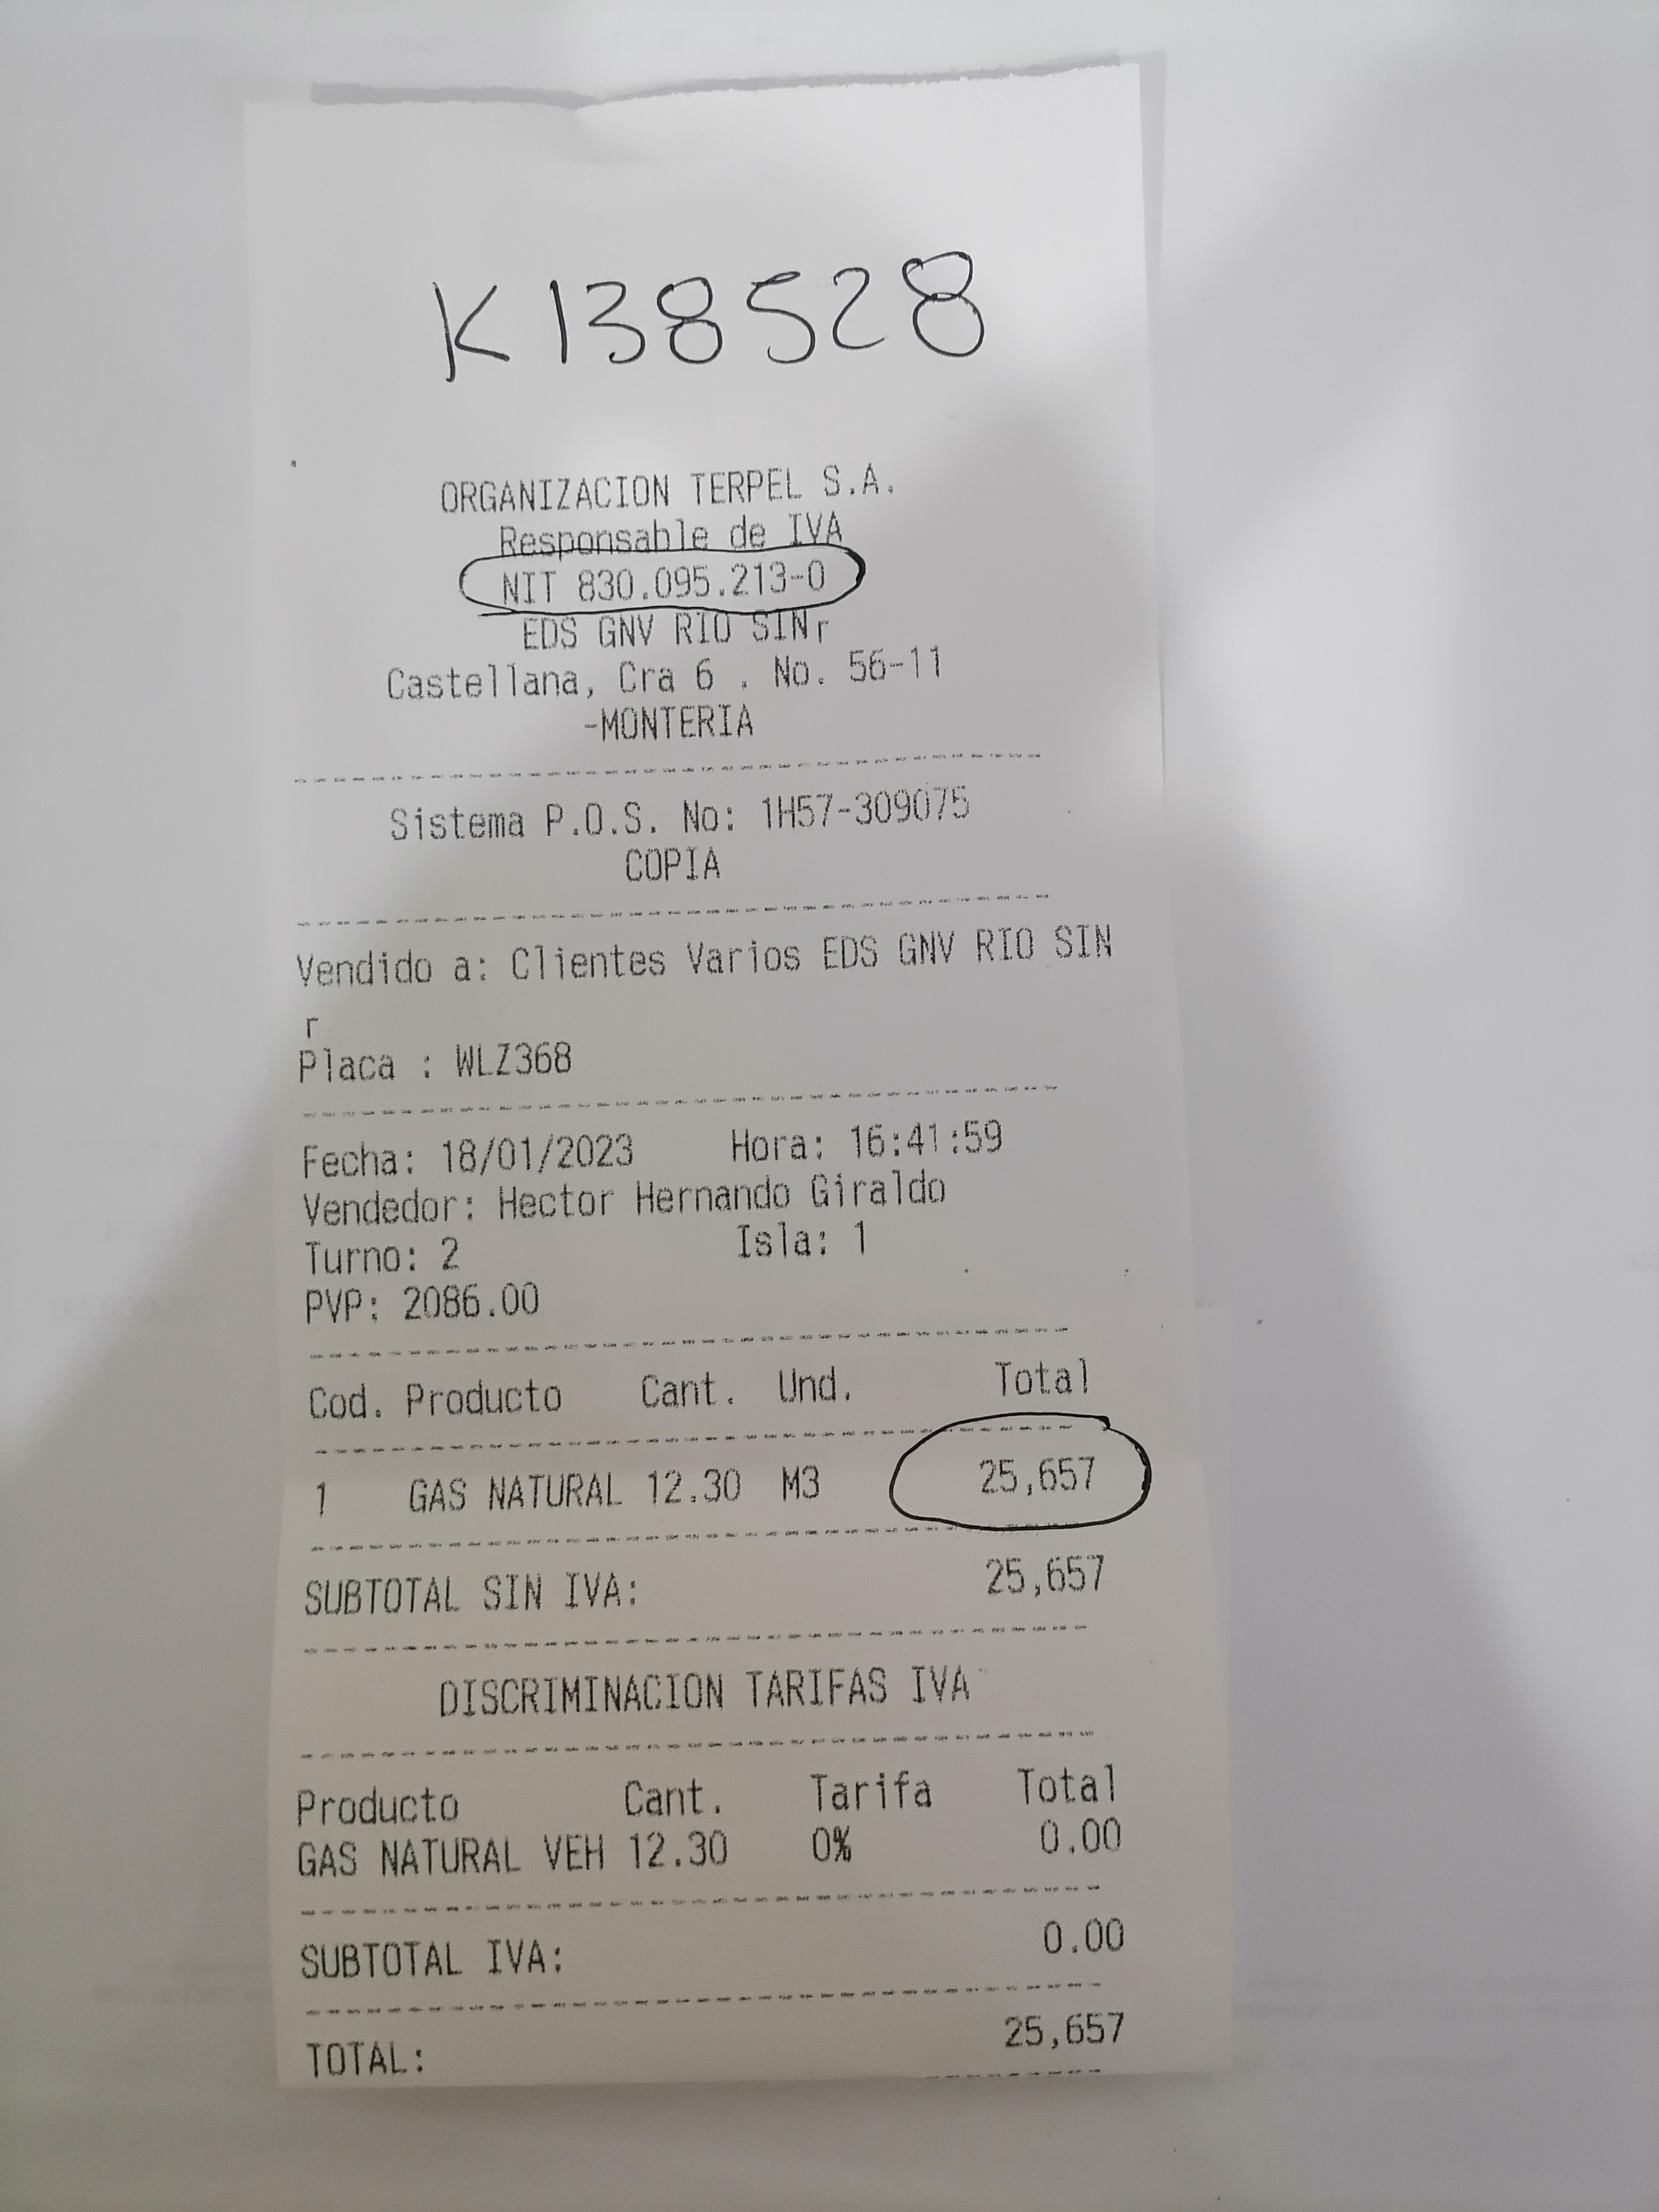 K138528
ORGANIZACION TERPEL S.A.
Responsable de IVA
NIT 830.095.213-0
EDS GNV RIO SINr
Castellana, Cra 6 . No. 56-11
-MONTERIA
Sistema P.O.S. No: 1H57-309075
COPIA
Vendido a: Clientes Varios EDS GNV RIO SIN
r
Placa : WLZ368
Fecha: 18/01/2023 Hora: 16:41:59
Vendedor: Hector Hernando Giraldo
Turno: 2 Isla: 1
PVP: 2086.00
Cod. Producto Cant. Und. Total
1 GAS NATURAL 12.30 M3 25,657
SUBTOTAL SIN IVA: 25,657
DISCRIMINACION TARIFAS IVA
Producto Cant. Tarifa Total
GAS NATURAL VEH 12.30 0% 0.00
SUBTOTAL IVA: 0.00
TOTAL: 25,657